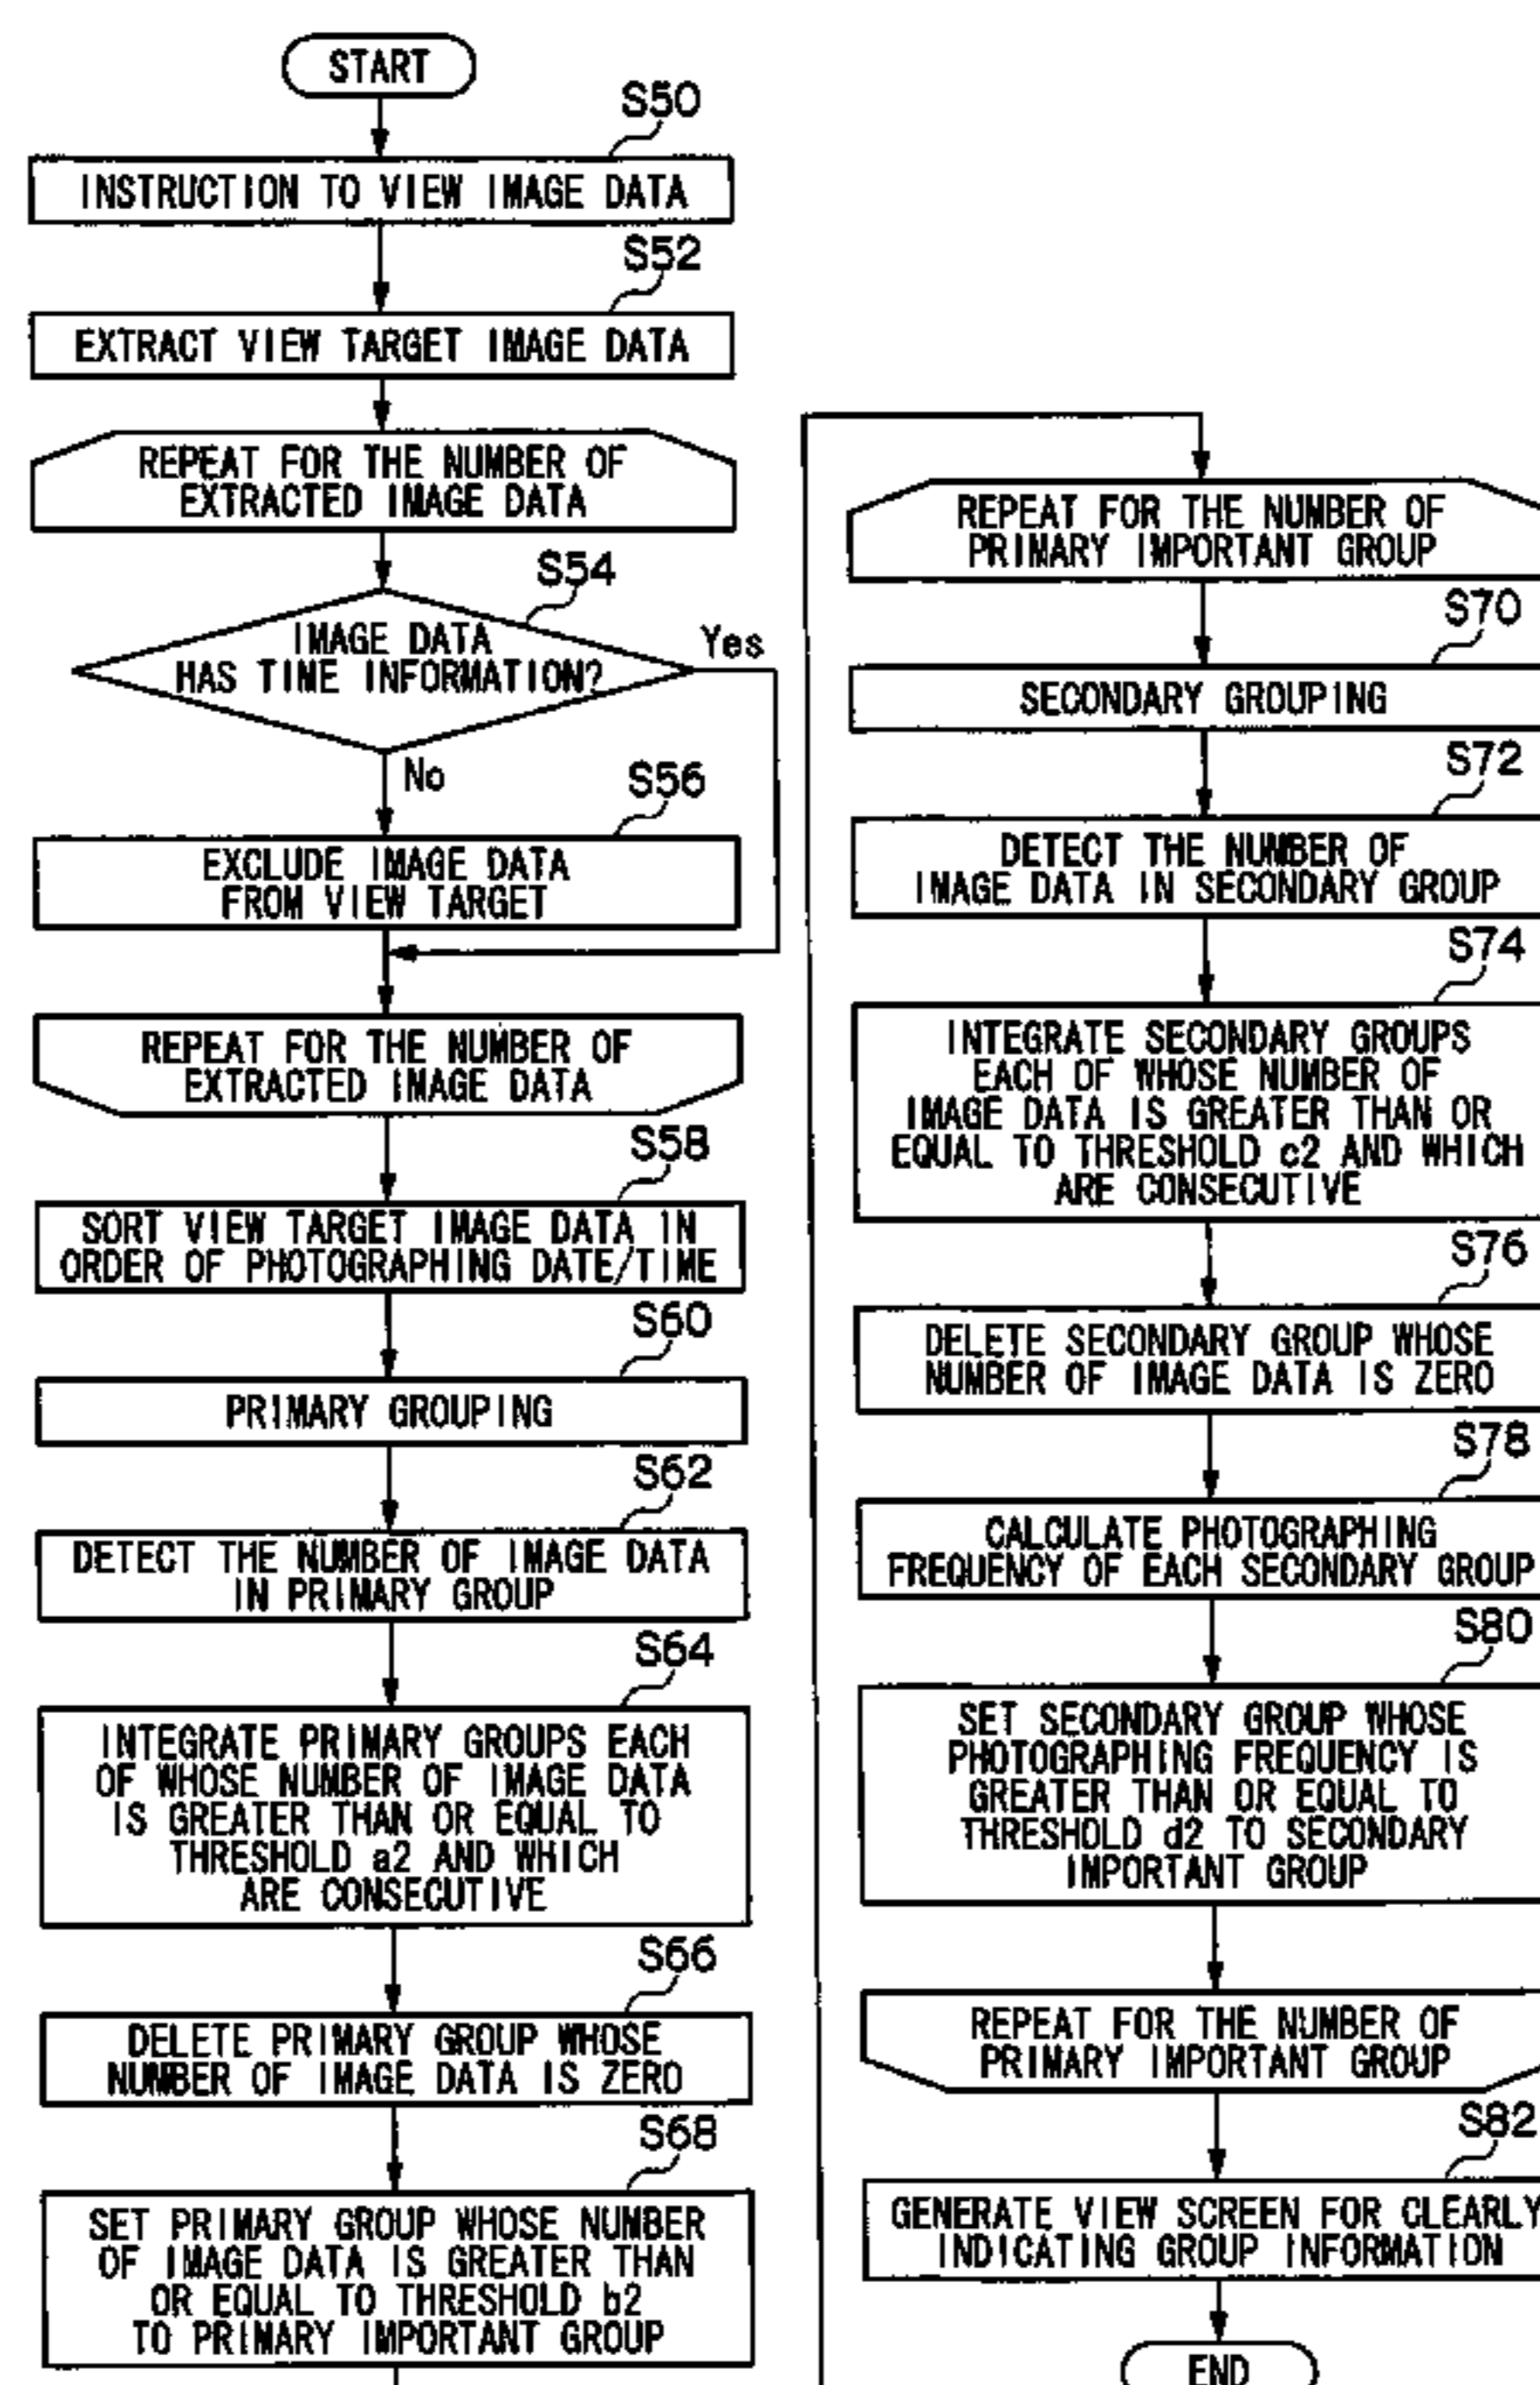 START
S50
INSTRUCTION TO VIEW IMAGE DATA
S52
EXTRACT VIEW TARGET IMAGE DATA
REPEAT FOR THE NUMBER OF
EXTRACTED IMAGE DATA
S54
IMAGE DATA
HAS TIME INFORMATION?
Yes
No
S56
EXCLUDE IMAGE DATA
FROM VIEW TARGET
REPEAT FOR THE NUMBER OF
EXTRACTED IMAGE DATA
S58
SORT VIEW TARGET IMAGE DATA IN
ORDER OF PHOTOGRAPHING DATE/TIME
S60
PRIMARY GROUPING
S62
DETECT THE NUMBER OF IMAGE DATA
IN PRIMARY GROUP
S64
INTEGRATE PRIMARY GROUPS EACH
OF WHOSE NUMBER OF IMAGE DATA
IS GREATER THAN OR EQUAL TO
THRESHOLD a2 AND WHICH
ARE CONSECUTIVE
S66
DELETE PRIMARY GROUP WHOSE
NUMBER OF IMAGE DATA IS ZERO
S68
SET PRIMARY GROUP WHOSE NUMBER
OF IMAGE DATA IS GREATER THAN
OR EQUAL TO THRESHOLD b2
TO PRIMARY IMPORTANT GROUP
REPEAT FOR THE NUMBER OF
PRIMARY IMPORTANT GROUP
S70
SECONDARY GROUPING
S72
DETECT THE NUMBER OF
IMAGE DATA IN SECONDARY GROUP
S74
INTEGRATE SECONDARY GROUPS
EACH OF WHOSE NUMBER OF
IMAGE DATA IS GREATER THAN OR
EQUAL TO THRESHOLD c2 AND WHICH
ARE CONSECUTIVE
S76
DELETE SECONDARY GROUP WHOSE
NUMBER OF IMAGE DATA IS ZERO
S78
CALCULATE PHOTOGRAPHING
FREQUENCY OF EACH SECONDARY GROUP
S80
SET SECONDARY GROUP WHOSE
PHOTOGRAPHING FREQUENCY IS
GREATER THAN OR EQUAL TO
THRESHOLD d2 TO SECONDARY
IMPORTANT GROUP
REPEAT FOR THE NUMBER OF
PRIMARY IMPORTANT GROUP
S82
GENERATE VIEW SCREEN FOR CLEARLY
INDICATING GROUP INFORMATION
END